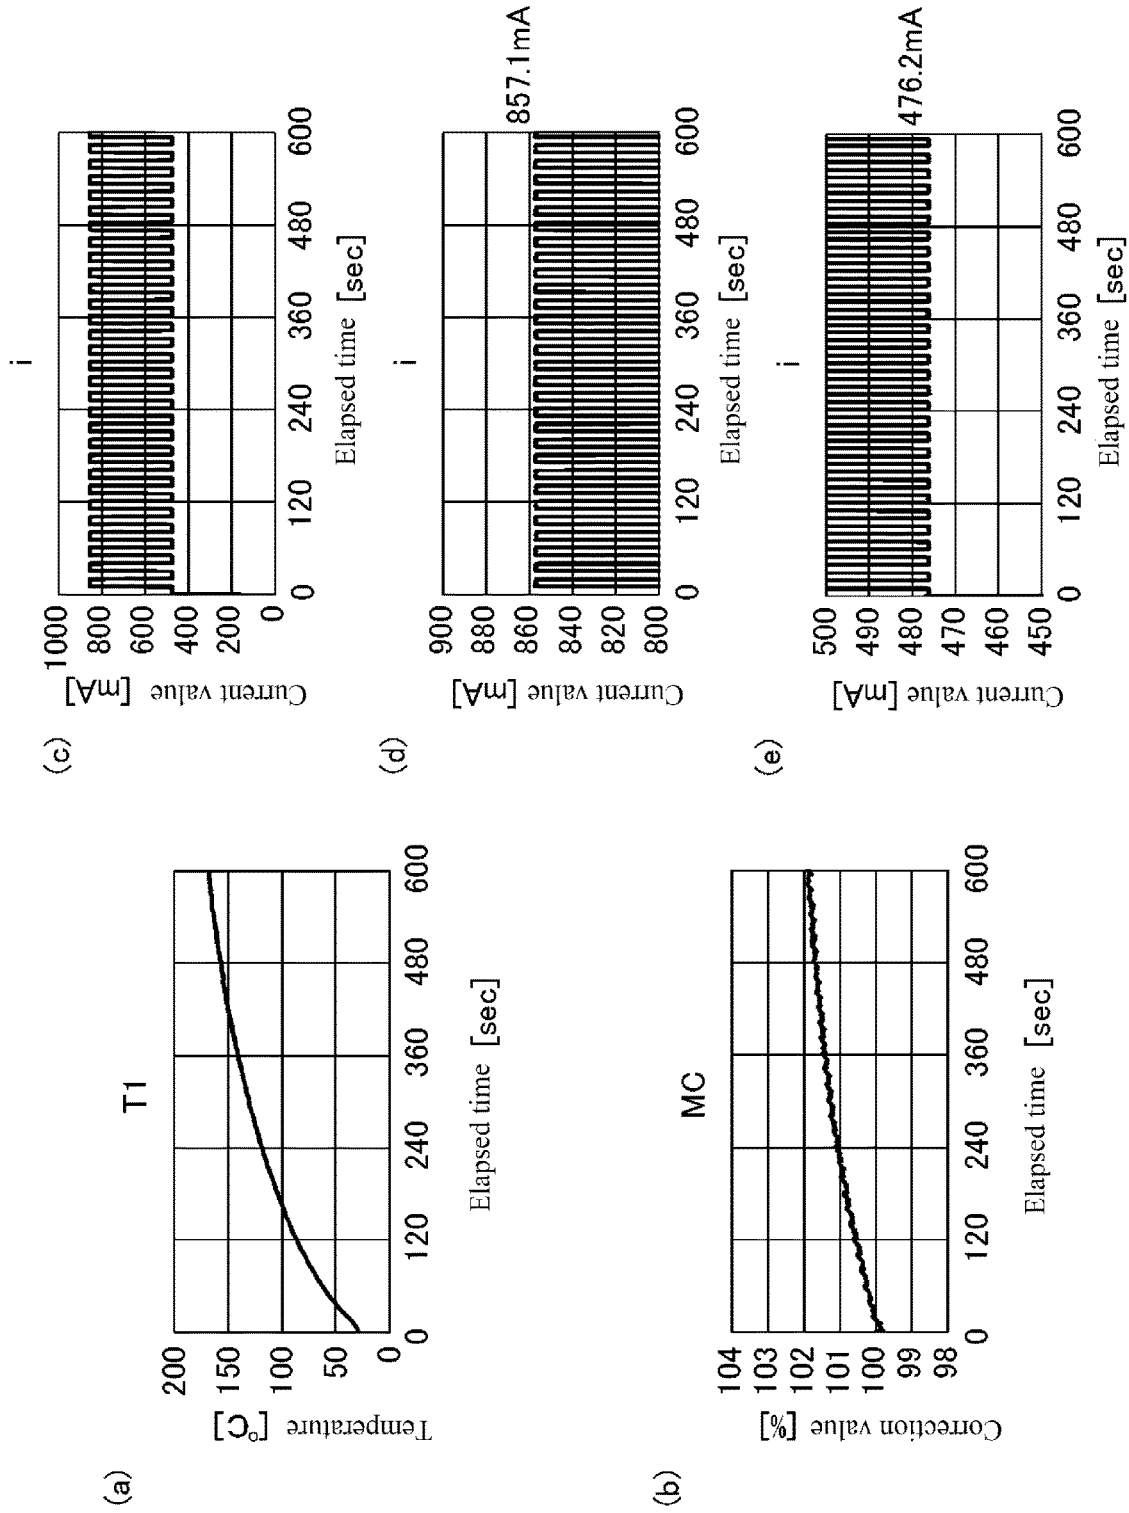 (a)
T1
Temperature [°C]
200
150
100
50
0
0 120 240 360 480 600
Elapsed time [sec]
(b)
MC
Correction value [%]
104
103
102
101
100
99
98
0 120 240 360 480 600
Elapsed time [sec]
(c)
i
Current value [mA]
1000
800
600
400
200
0
0 120 240 360 480 600
Elapsed time [sec]
(d)
i
Current value [mA]
900
880
860
840
820
800
857.1mA
0 120 240 360 480 600
Elapsed time [sec]
(e)
i
Current value [mA]
500
490
480
470
460
450
476.2mA
0 120 240 360 480 600
Elapsed time [sec]